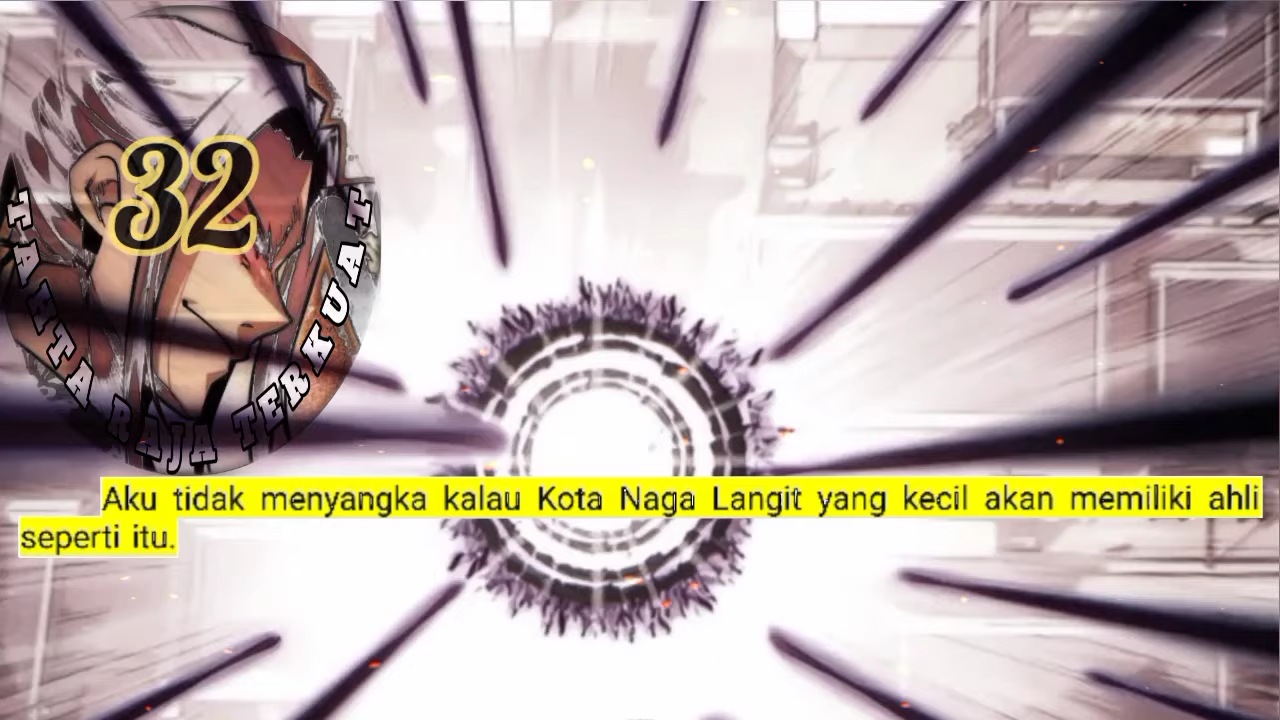 32
TAHTA RAJA TERKUAT
Aku tidak menyangka kalau Kota Naga Langit yang kecil akan memiliki ahli
seperti itu.